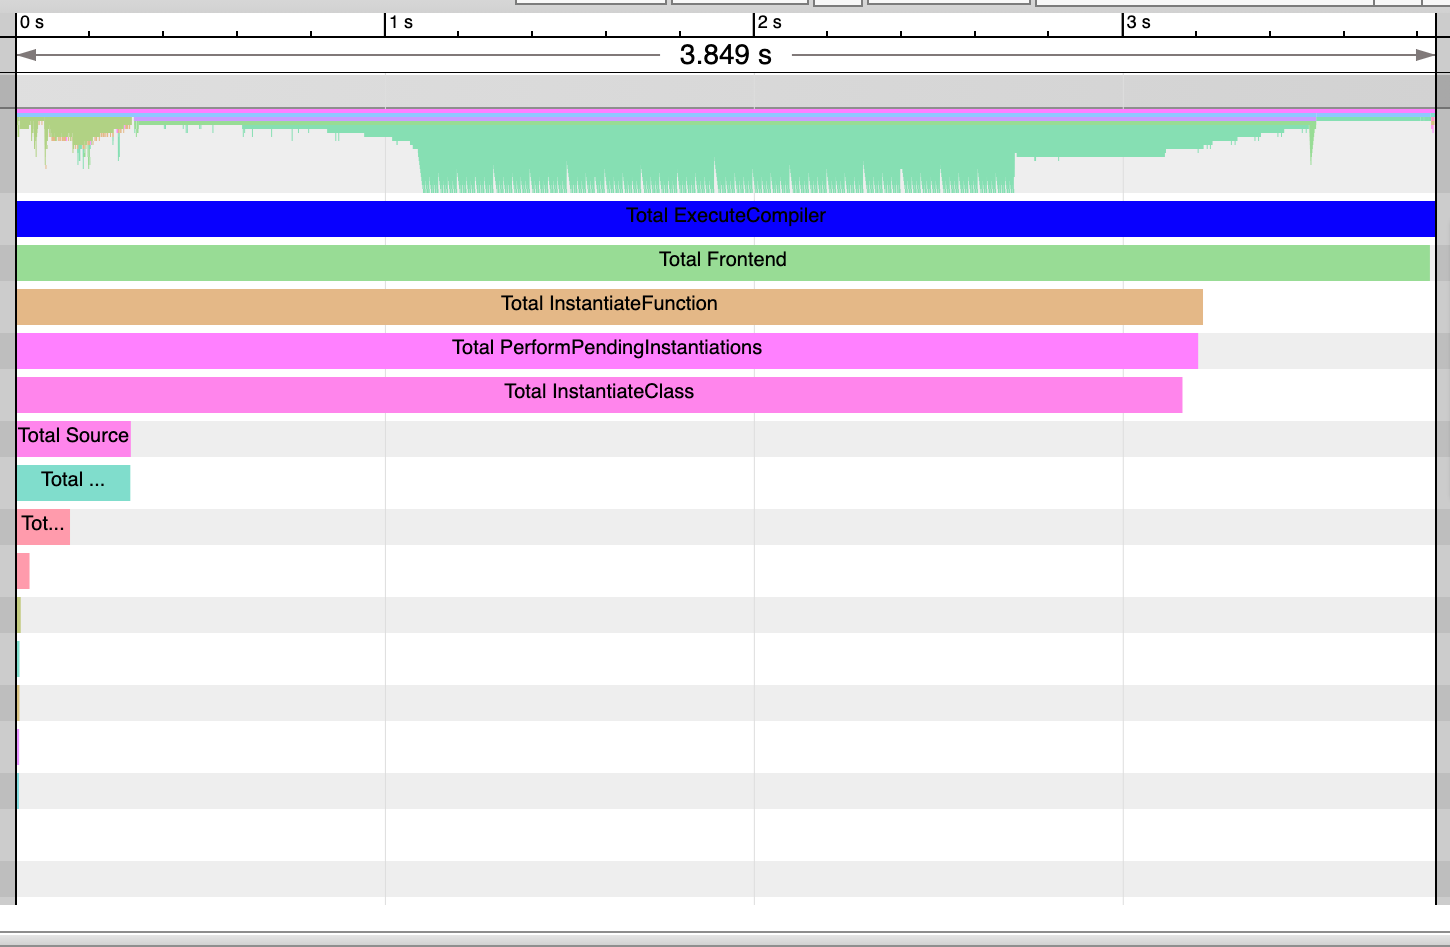 0 s 1 s 2 s 3 s
3.849 s
Total ExecuteCompiler
Total Frontend
Total InstantiateFunction
Total PerformPendingInstantiations
Total InstantiateClass
Total Source
Total ...
Tot...